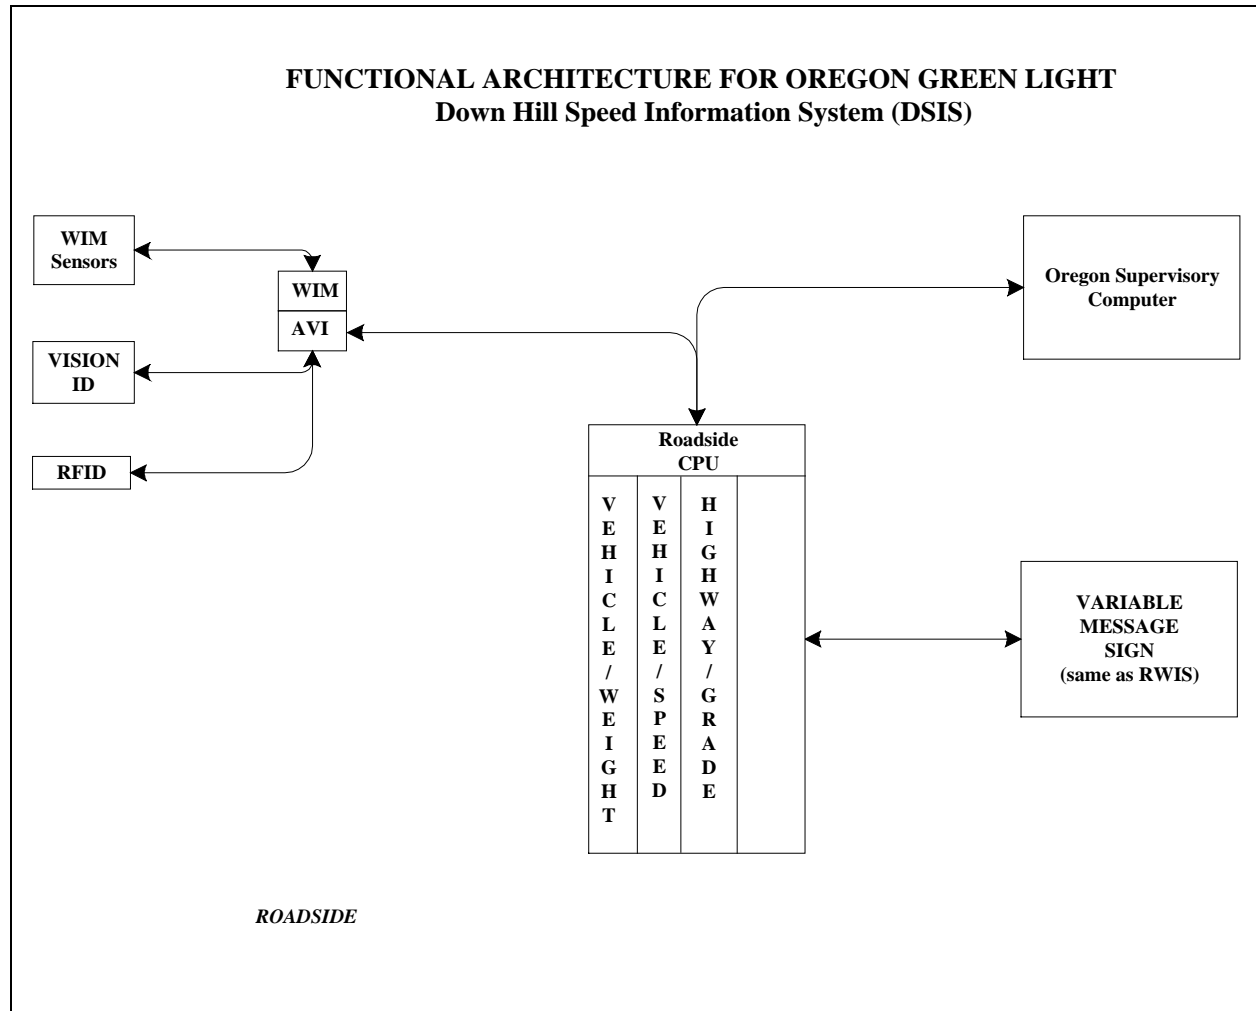 FUNCTIONAL ARCHITECTURE FOR OREGON GREEN LIGHT
Down Hill Speed Information System (DSIS)
WIM
Sensors
WIM
AVI
VISION
ID
RFID
Oregon Supervisory
Computer
Roadside
CPU
VEHICLE/WEIGHT
VEHICLE/SPEED
HIGHWAY/GRADE
VARIABLE
MESSAGE
SIGN
(same as RWIS)
ROADSIDE